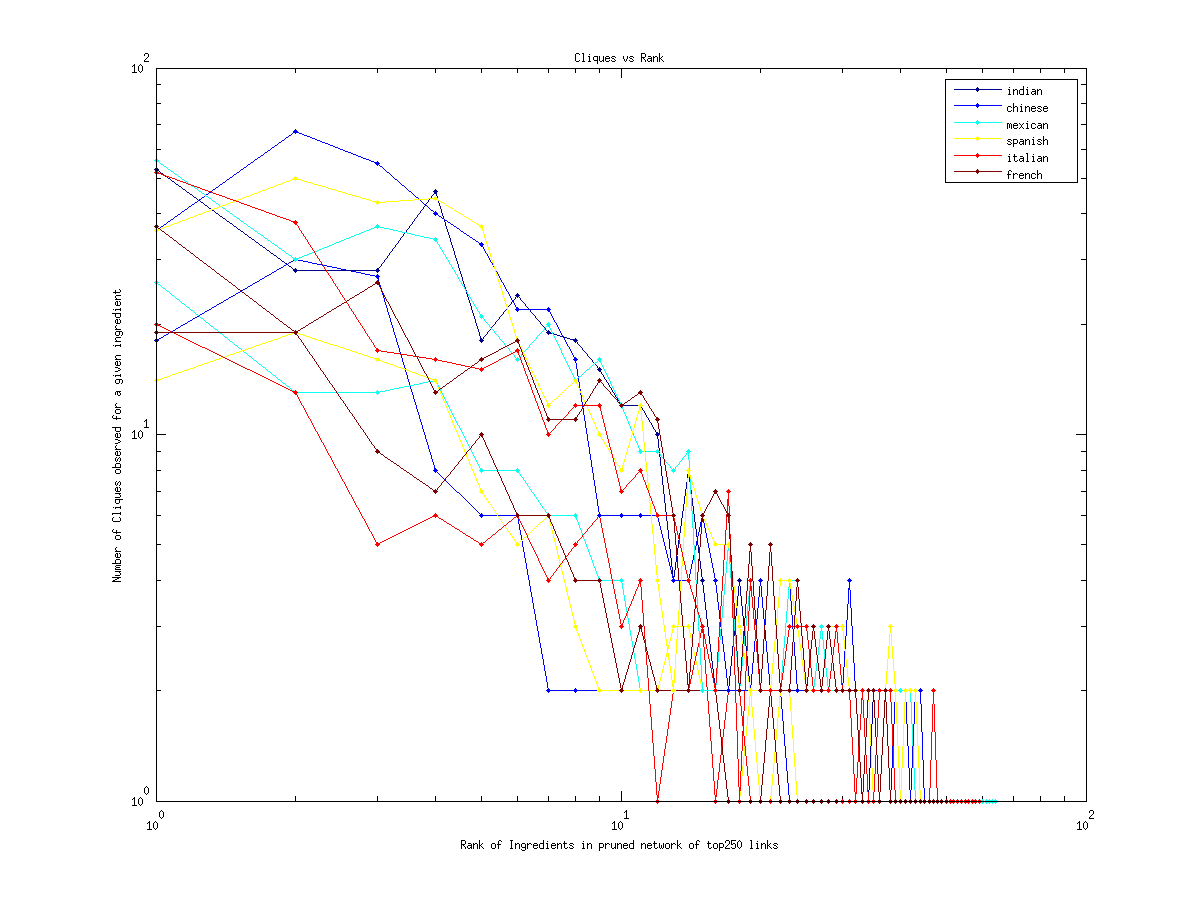 Cliques vs Rank
10^2
indian
chinese
mexican
spanish
italian
french
Number of Cliques observed for a given ingredient
10^1
10^0
10^0
10^1
10^2
Rank of Ingredients in pruned network of top250 links